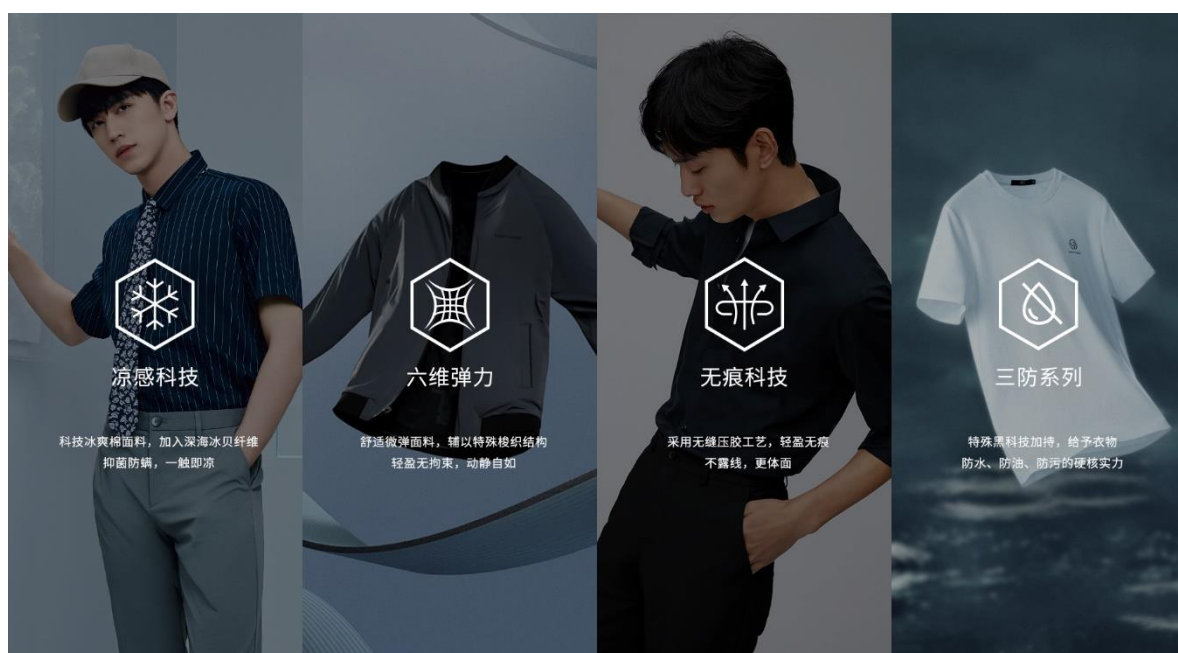 凉感科技
科技冰爽棉面料，加入深海冰贝纤维
抑菌防螨，一触即凉
六维弹力
舒适微弹面料，辅以特殊梭织结构
轻盈无拘束，动静自如
无痕科技
采用无缝压胶工艺，轻盈无痕
不露线，更体面
三防系列
特殊黑科技加持，给予衣物
防水、防油、防污的硬核实力